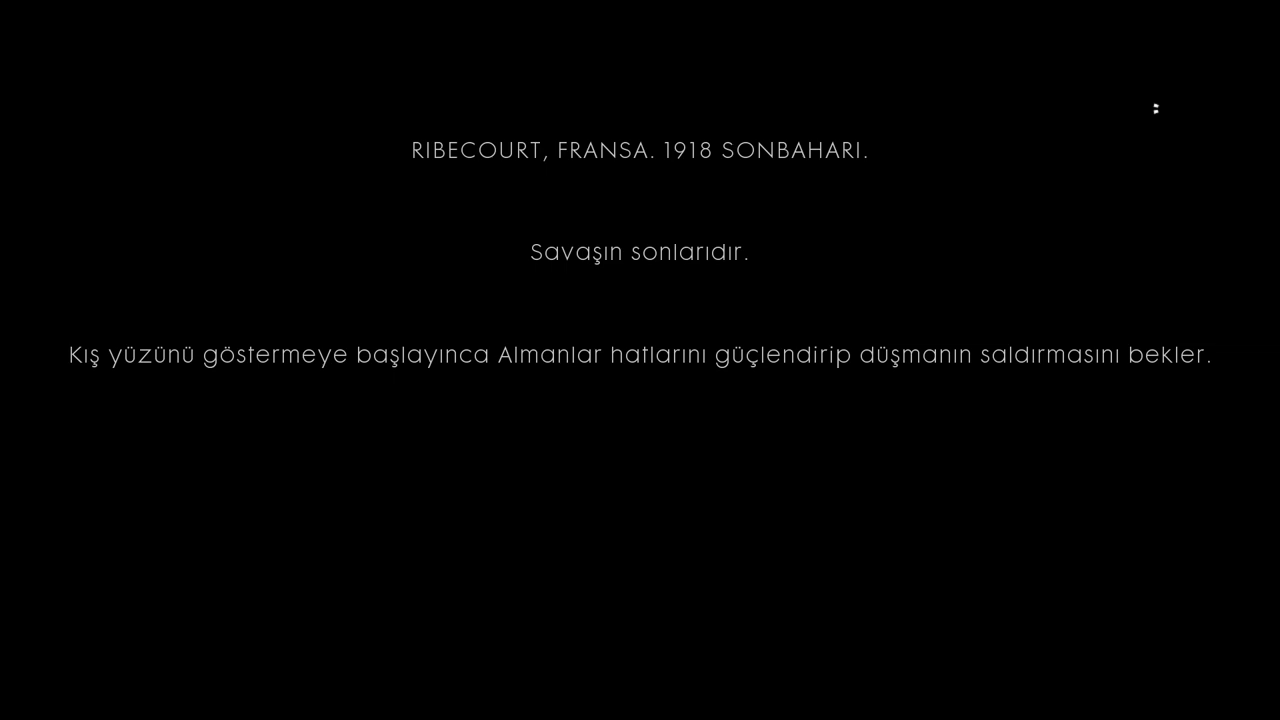 RIBECOURT, FRANSA. 1918 SONBAHARI.
Savaşın sonlarıdır.
Kış yüzünü göstermeye başlayınca Almanlar hatlarını güçlendirip düşmanın saldırmasını bekler.